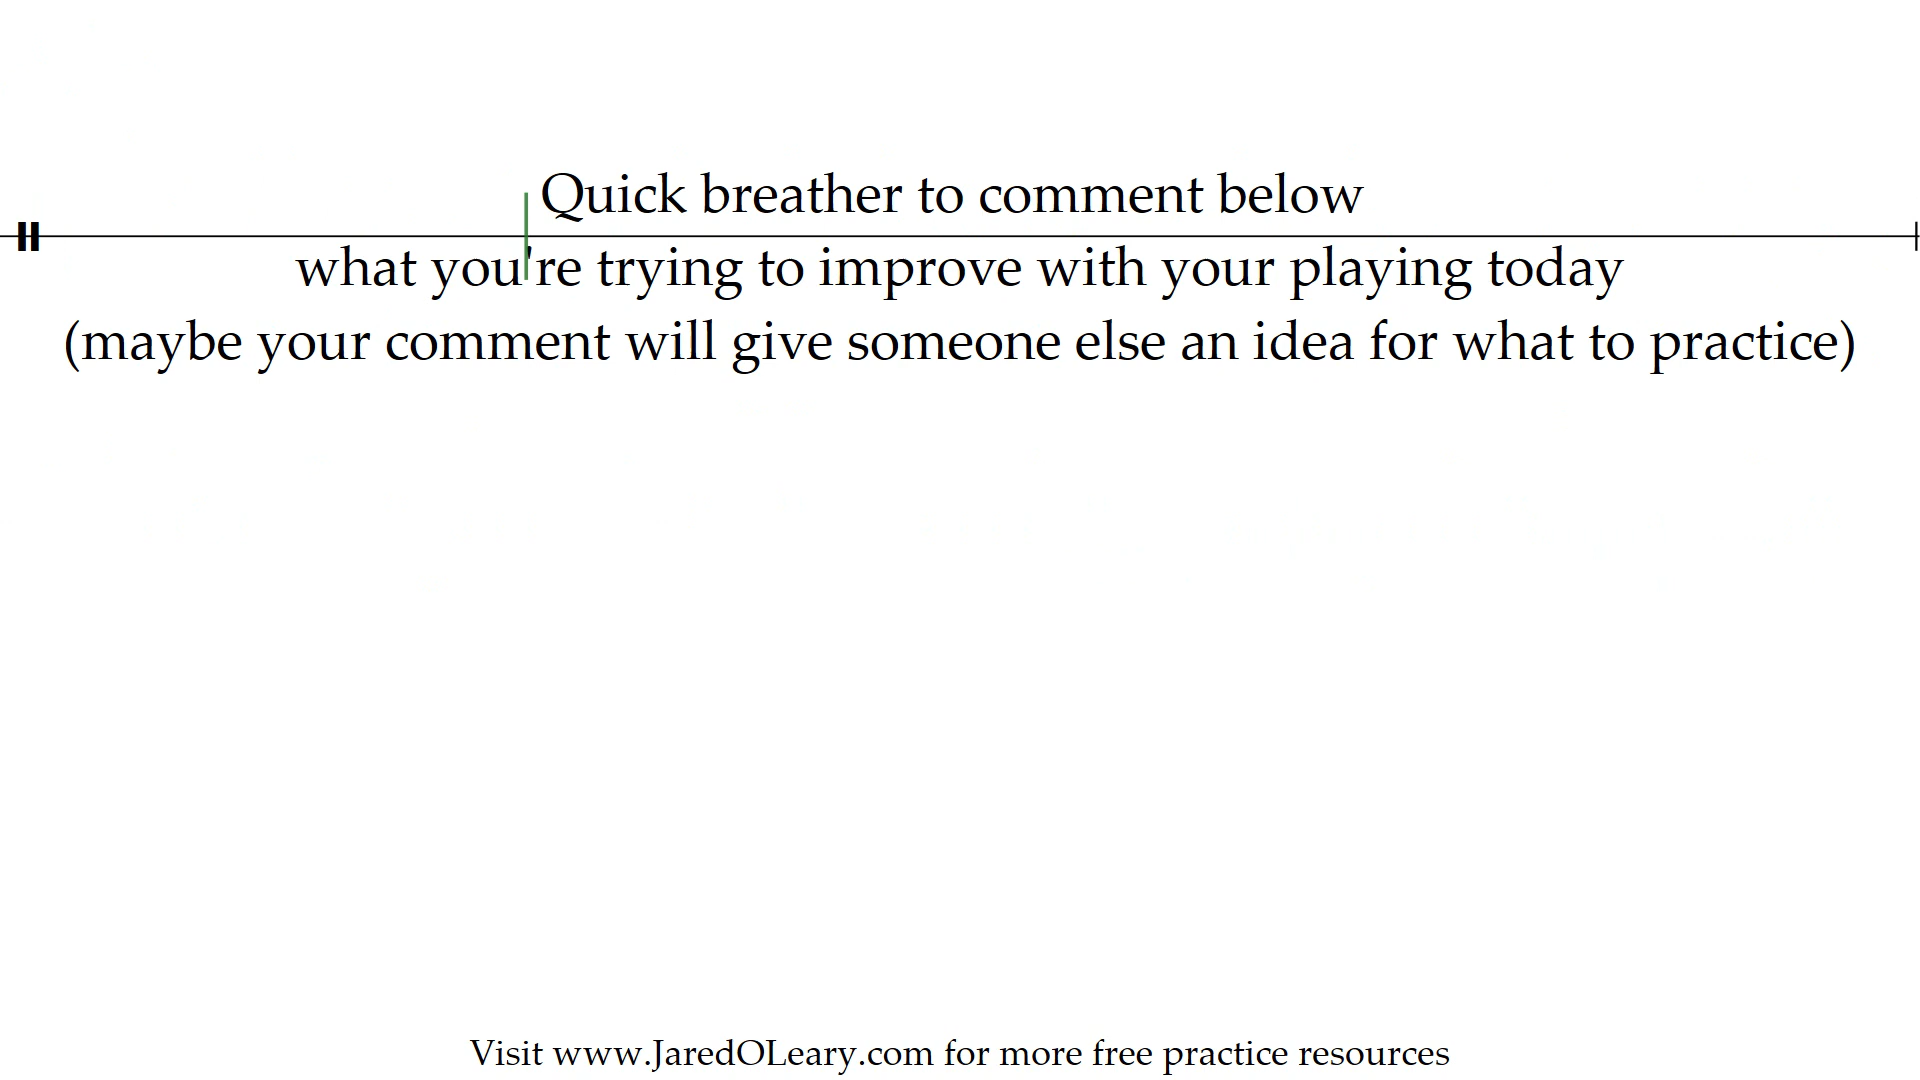 Quick breather to comment below
what you're trying to improve with your playing today
(maybe your comment will give someone else an idea for what to practice)
Visit www.JaredOLeary.com for more free practice resources